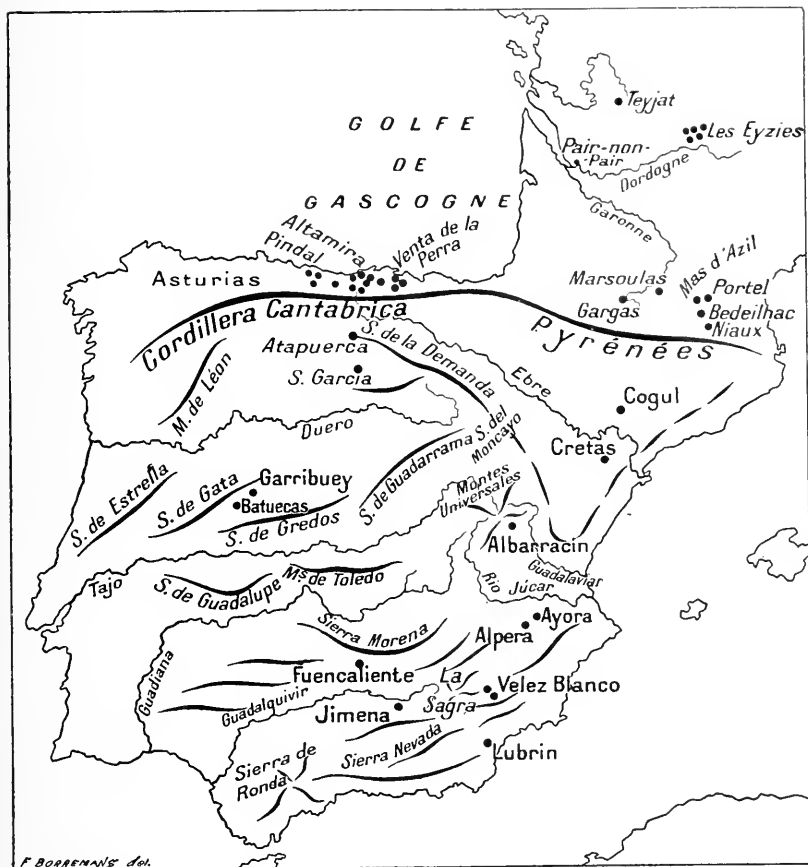 Teyjat
Les Eyzies
Pair-non-
Pair
Dordogne
GOLFE
DE
GASCOGNE
Garonne
Altamira
Pindal
Venta de la
Perra
Asturias
Marsoulas
Gargas
Mas d'Azil
Portel
Bedeilhac
Niaux
Cordillera Cantabrica
PYRÉNÉES
Atapuerca
S. de la Demanda
S. Garcia
M. de Léon
Ebre
Cogul
Duero
S. del
Moncayo
Cretas
S. de Guadarrama
S. de Estrella
S. de Gata
Garribuey
Batuecas
S. de Gredos
Montes
Universales
Albarracin
Tajo
S. de Guadalupe
Ms de Toledo
Rio
Júcar
Guadalaviar
Guadiana
Sierra Morena
Alpera
Ayora
Fuencaliente
La
Sagra
Velez Blanco
Guadalquivir
Jimena
Sierra Nevada
Lubrin
Sierra de
Ronda
F. BORREMANS del.